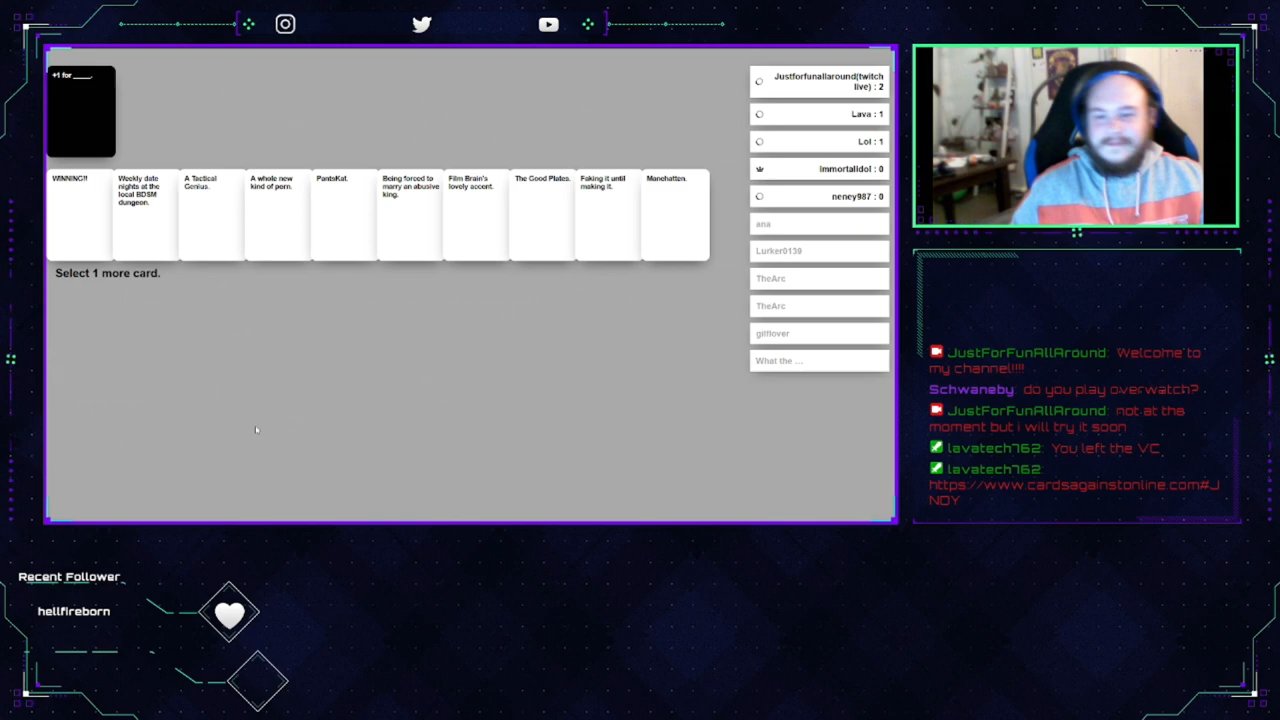 +1 for ____.
WINNING!!
Weekly date
nights at the
local BDSM
dungeon.
A Tactical
Genius.
A whole new
kind of porn.
PantsKat.
Being forced to
marry an abusive
king.
Film Brain's
lovely accent.
The Good Plates.
Faking it until
making it.
Manehatten.
Select 1 more card.
Justforfunallaround(twitch
live) : 2
Lava : 1
Lol : 1
Immortalidol : 0
neney987 : 0
ana
Lurker0159
TheArc
TheArc
gilflover
What the ...
JustForFunAllAround: Welcome to
my channel!!!!
Schwaneby: do you play overwatch?
JustForFunAllAround: not at the
moment but i will try it soon
lavatech762: You left the VC
lavatech762:
https://www.cardsagainstonline.com#J
NDY
Recent Follower
hellfireborn